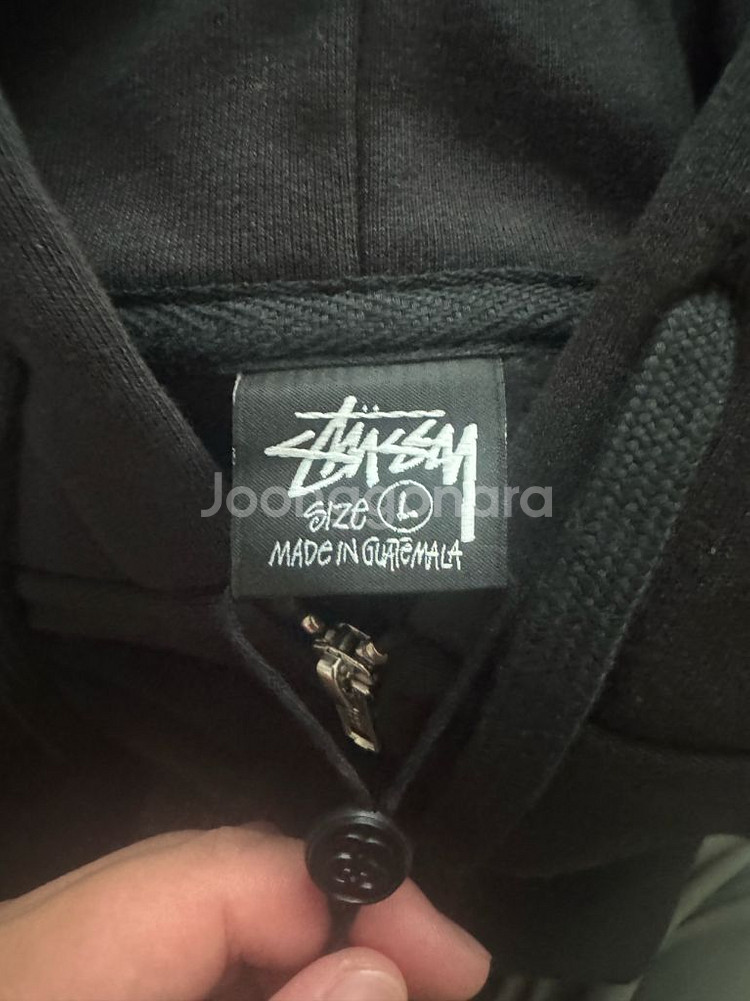 STÜSSY
SIZE L
MADE IN GUATEMALA
Joonggonara